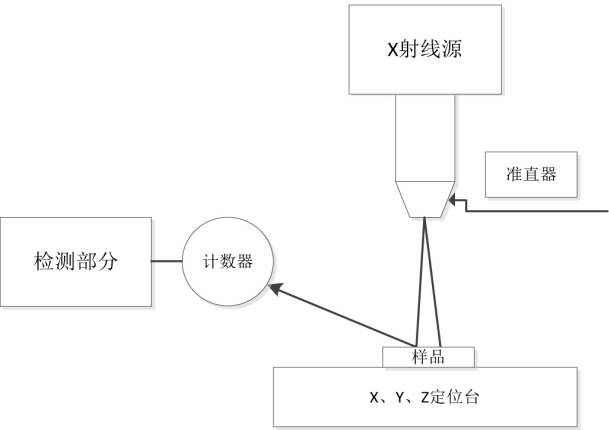 X射线源
准直器
检测部分
计数器
样品
X、Y、Z定位台